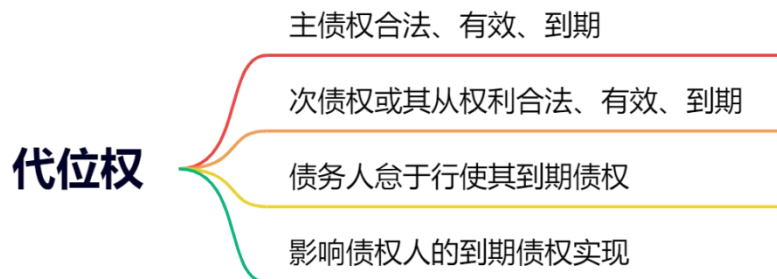 主债权合法、有效、到期
次债权或其从权利合法、有效、到期
代位权
债务人怠于行使其到期债权
影响债权人的到期债权实现